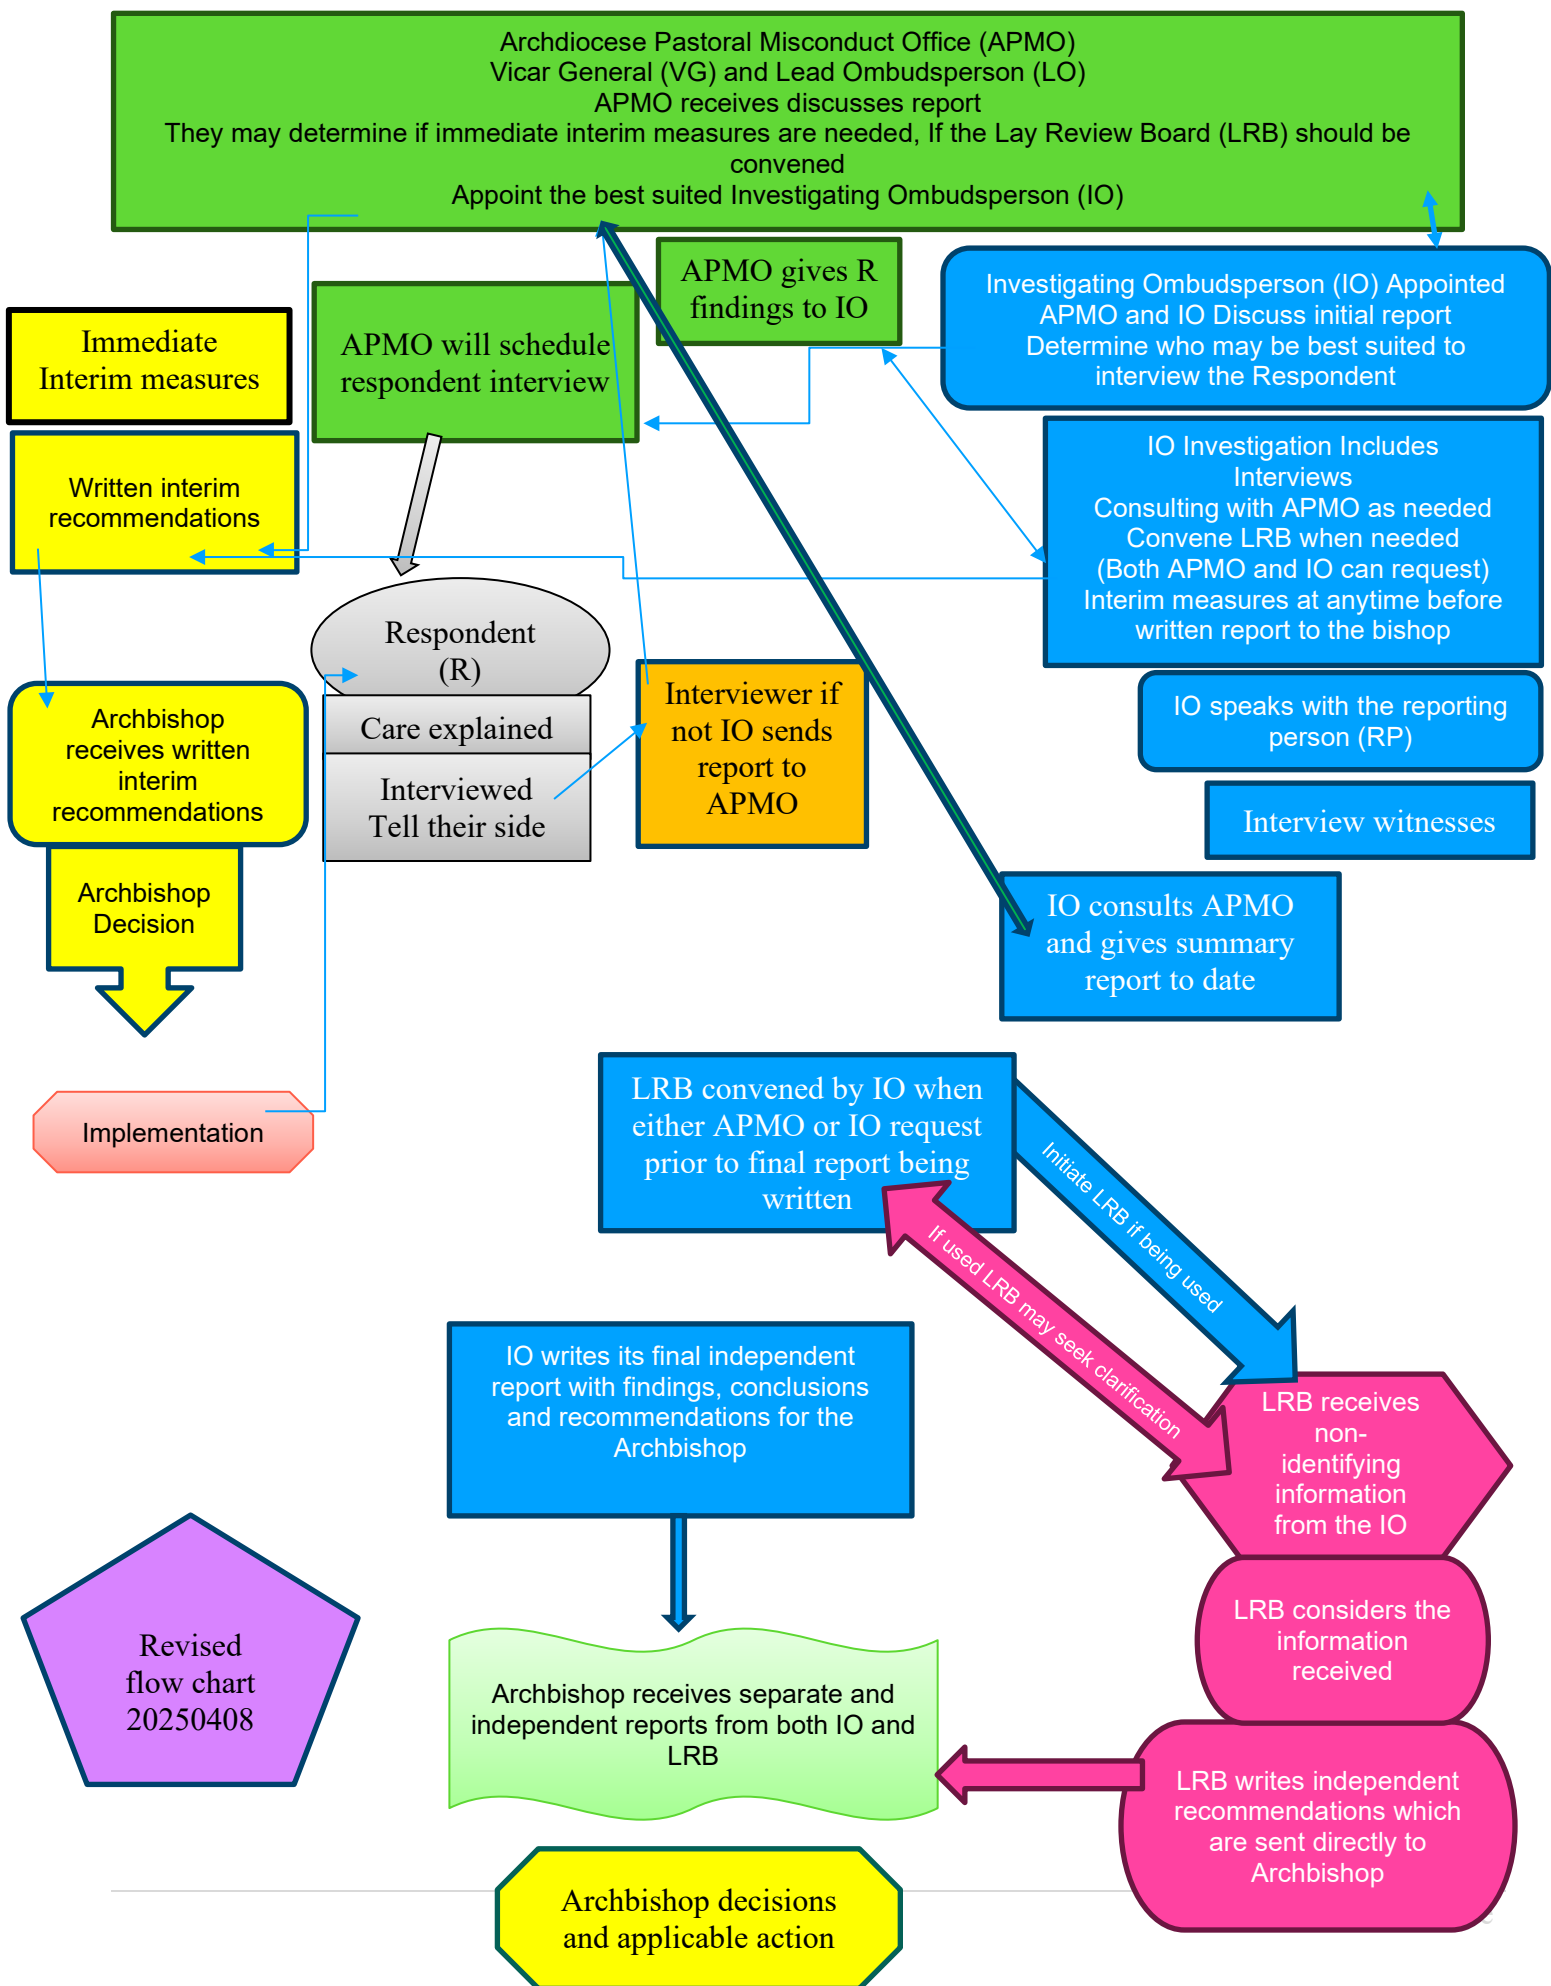 Archdiocese Pastoral Misconduct Office (APMO)
Vicar General (VG) and Lead Ombudsperson (LO)
APMO receives discusses report
They may determine if immediate interim measures are needed, If the Lay Review Board (LRB) should be
convened
Appoint the best suited Investigating Ombudsperson (IO)
APMO gives R
findings to IO
Investigating Ombudsperson (IO) Appointed
APMO and IO Discuss initial report
Determine who may be best suited to
interview the Respondent
Immediate
Interim measures
APMO will schedule
respondent interview
Written interim
recommendations
IO Investigation Includes
Interviews
Consulting with APMO as needed
Convene LRB when needed
(Both APMO and IO can request)
Interim measures at anytime before
written report to the bishop
Respondent
(R)
Care explained
Interviewed
Tell their side
Interviewer if
not IO sends
report to
APMO
IO speaks with the reporting
person (RP)
Archbishop
receives written
interim
recommendations
Interview witnesses
Archbishop
Decision
IO consults APMO
and gives summary
report to date
Implementation
LRB convened by IO when
either APMO or IO request
prior to final report being
written
Initiate LRB if being used
If used LRB may seek clarification
IO writes its final independent
report with findings, conclusions
and recommendations for the
Archbishop
LRB receives
non-
identifying
information
from the IO
LRB considers the
information
received
Revised
flow chart
20250408
Archbishop receives separate and
independent reports from both IO and
LRB
LRB writes independent
recommendations which
are sent directly to
Archbishop
Archbishop decisions
and applicable action